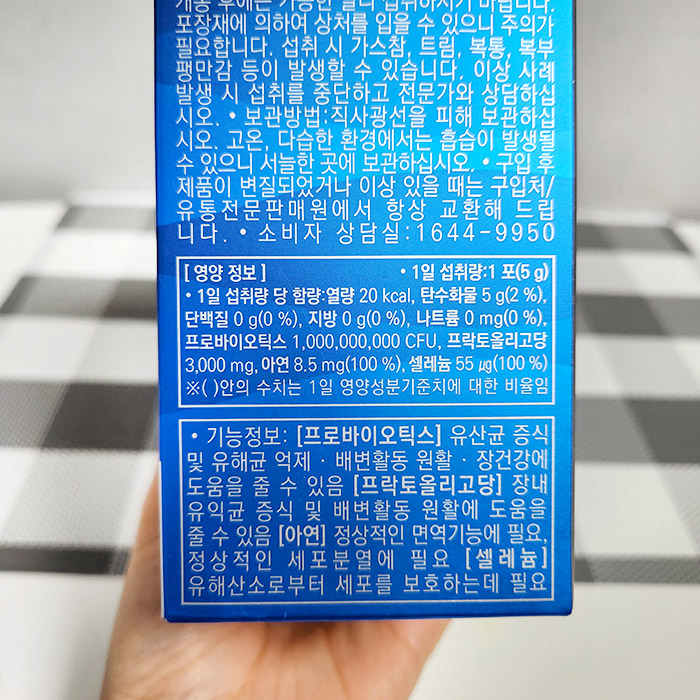 개봉 후에는 가능한 빨리 섭취하시기 바랍니다.
포장재에 의하여 상처를 입을 수 있으니 주의가
필요합니다. 섭취 시 가스참, 트림, 복통, 복부
팽만감 등이 발생할 수 있습니다. 이상 사례
발생 시 섭취를 중단하고 전문가와 상담하십
시오. • 보관방법:직사광선을 피해 보관하십
시오. 고온, 다습한 환경에서는 흡습이 발생될
수 있으니 서늘한 곳에 보관하십시오. • 구입 후
제품이 변질되었거나 이상 있을 때는 구입처/
유통전문판매원에서 항상 교환해 드립
니다. • 소비자 상담실:1644-9950
[ 영양 정보 ] • 1일 섭취량:1 포(5 g)
• 1일 섭취량 당 함량:열량 20 kcal, 탄수화물 5 g(2 %),
단백질 0 g(0 %), 지방 0 g(0 %), 나트륨 0 mg(0 %),
프로바이오틱스 1,000,000,000 CFU, 프락토올리고당
3,000 mg, 아연 8.5 mg(100 %), 셀레늄 55 ㎍(100 %)
※( )안의 수치는 1일 영양성분기준치에 대한 비율임
• 기능정보: [프로바이오틱스] 유산균 증식
및 유해균 억제 · 배변활동 원활 · 장건강에
도움을 줄 수 있음 [프락토올리고당] 장내
유익균 증식 및 배변활동 원활에 도움을
줄 수 있음 [아연] 정상적인 면역기능에 필요,
정상적인 세포분열에 필요 [셀레늄]
유해산소로부터 세포를 보호하는데 필요